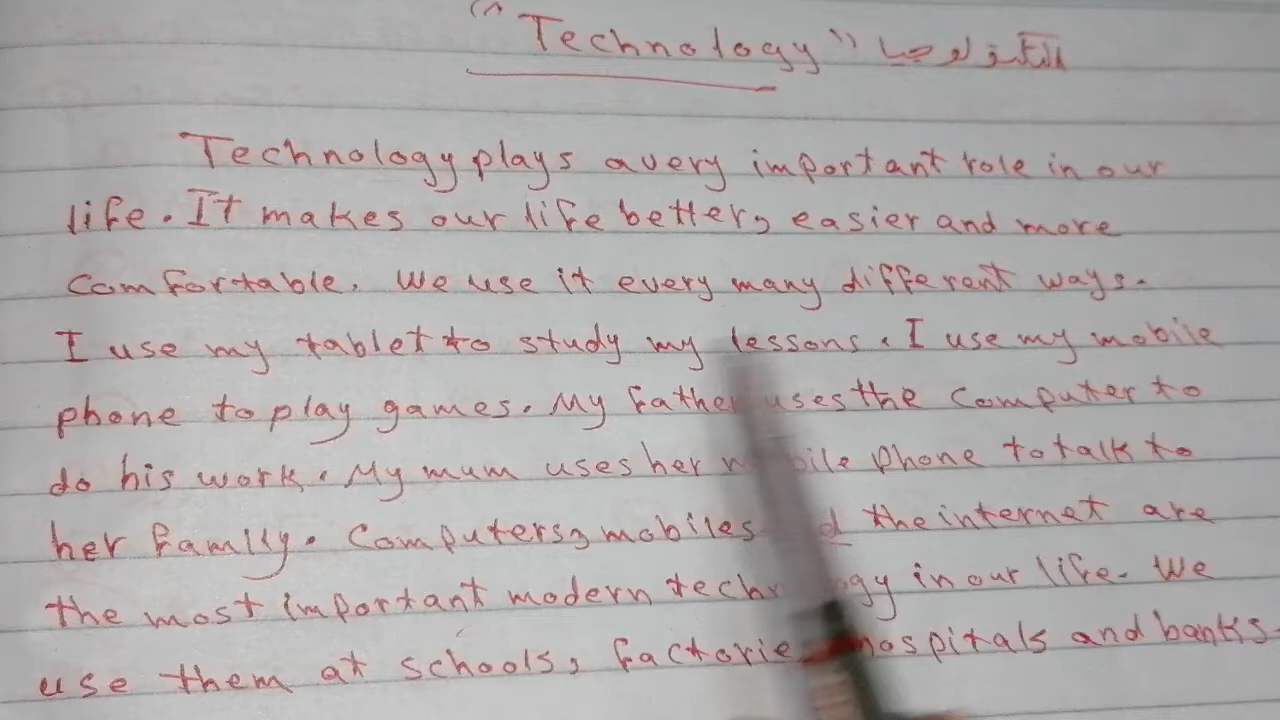 "Technology" التكنولوجيا
Technology plays a very important role in our
life. It makes our life better, easier and more
comfortable. We use it every many different ways.
I use my tablet to study my lessons. I use my mobile
phone to play games. My father uses the computer to
do his work. My mum uses her mobile phone to talk to
her family. Computers, mobiles and the internet are
the most important modern technology in our life. We
use them at schools, factories, hospitals and banks.